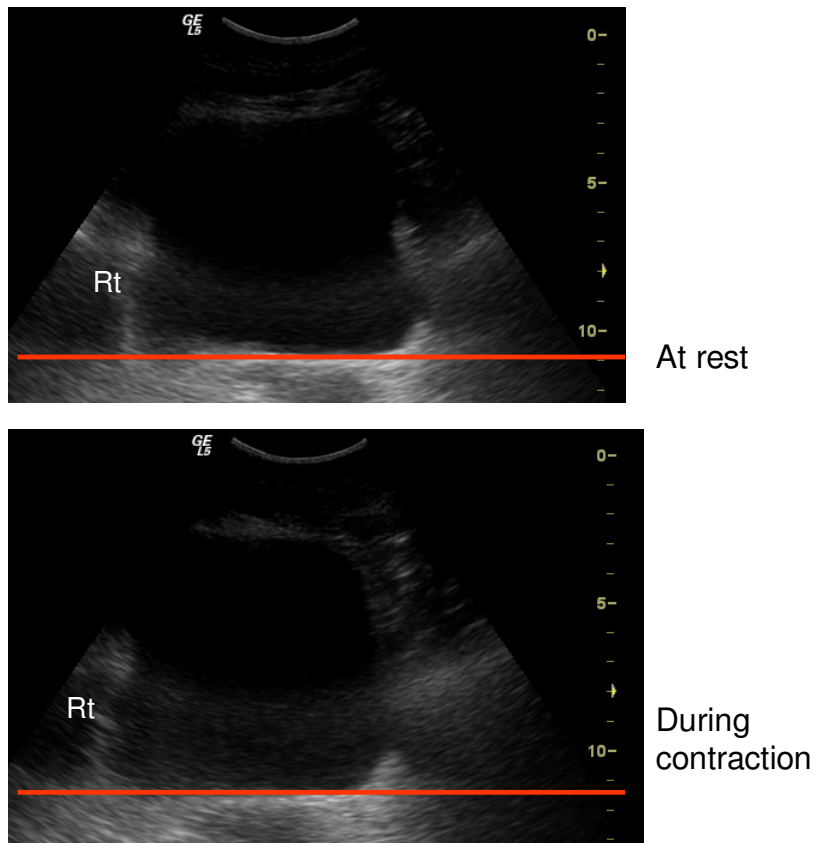 GE
L5
0-
5-
Rt
10-
At rest
GE
L5
0-
5-
Rt
10-
During
contraction